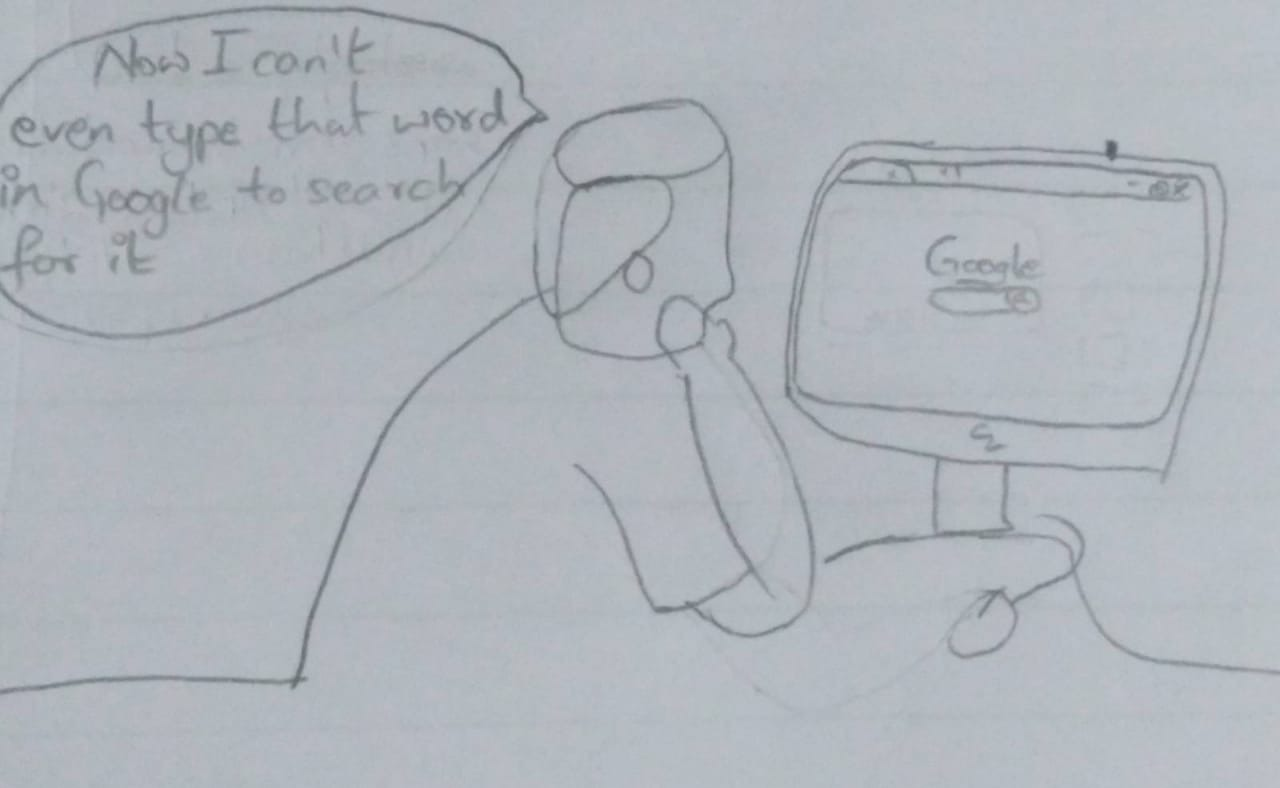 Now I can't
even type that word
in Google to search
for it
Google